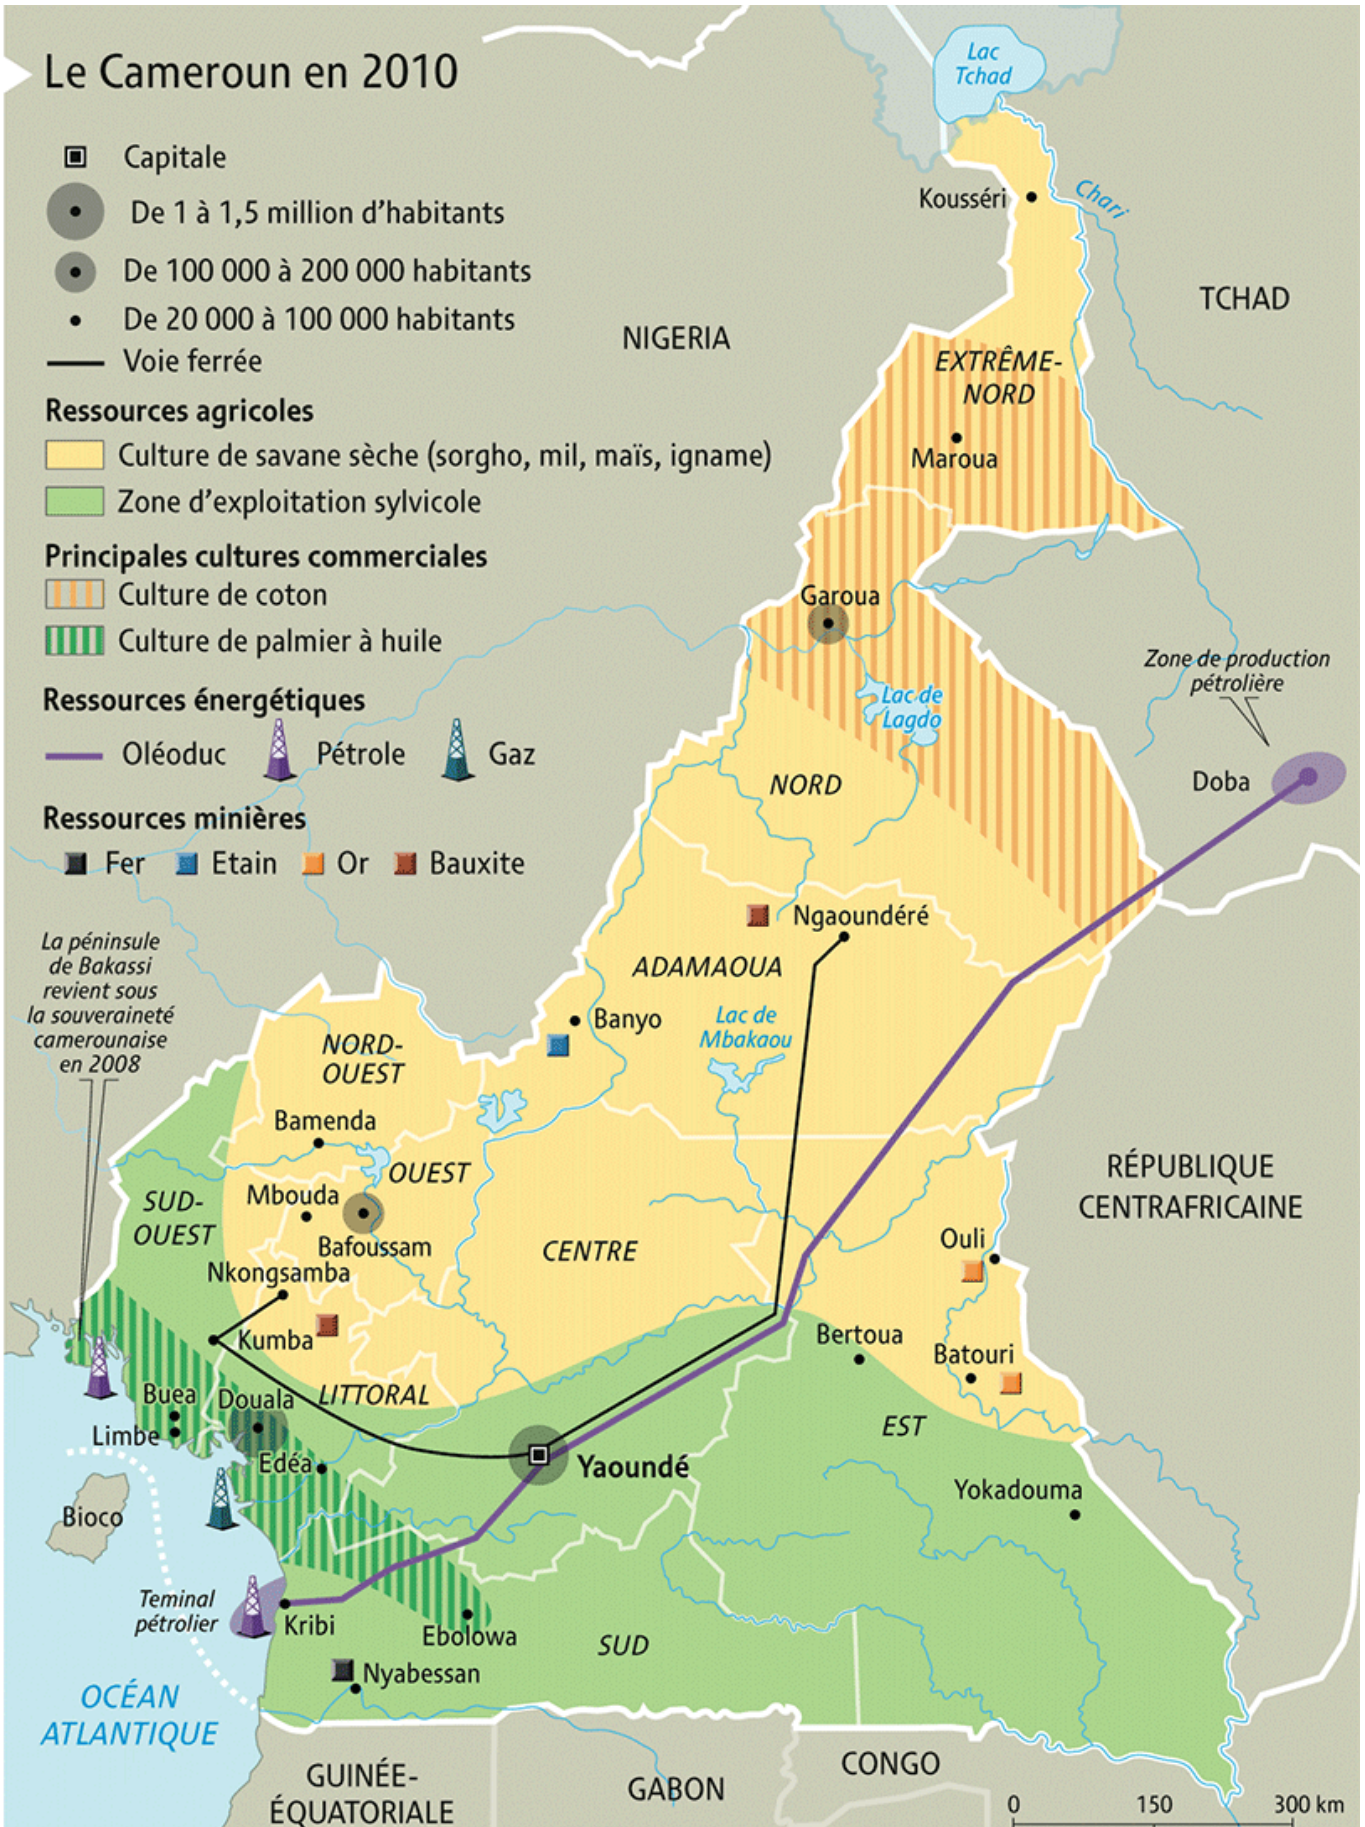 Le Cameroun en 2010
Capitale
De 1 à 1,5 million d'habitants
De 100 000 à 200 000 habitants
De 20 000 à 100 000 habitants
Voie ferrée
Ressources agricoles
Culture de savane sèche (sorgho, mil, maïs, igname)
Zone d'exploitation sylvicole
Principales cultures commerciales
Culture de coton
Culture de palmier à huile
Ressources énergétiques
Oléoduc
Pétrole
Gaz
Ressources minières
Fer
Etain
Or
Bauxite
La péninsule
de Bakassi
revient sous
la souveraineté
camerounaise
en 2008
Lac
Tchad
Kousséri
Chari
TCHAD
NIGERIA
EXTRÊME-
NORD
Maroua
Garoua
Zone de production
pétrolière
Lac de
Lagdo
Doba
NORD
Ngaoundéré
ADAMAOUA
Banyo
Lac de
Mbakaou
NORD-
OUEST
Bamenda
OUEST
SUD-
OUEST
Mbouda
Bafoussam
CENTRE
RÉPUBLIQUE
CENTRAFRICAINE
Ouli
Nkongsamba
Kumba
Bertoua
Batouri
LITTORAL
Buea
Douala
EST
Limbe
Edéa
Yaoundé
Yokadouma
Bioco
Teminal
pétrolier
Kribi
Ebolowa
SUD
Nyabessan
OCÉAN
ATLANTIQUE
GUINÉE-
ÉQUATORIALE
GABON
CONGO
0
150
300 km